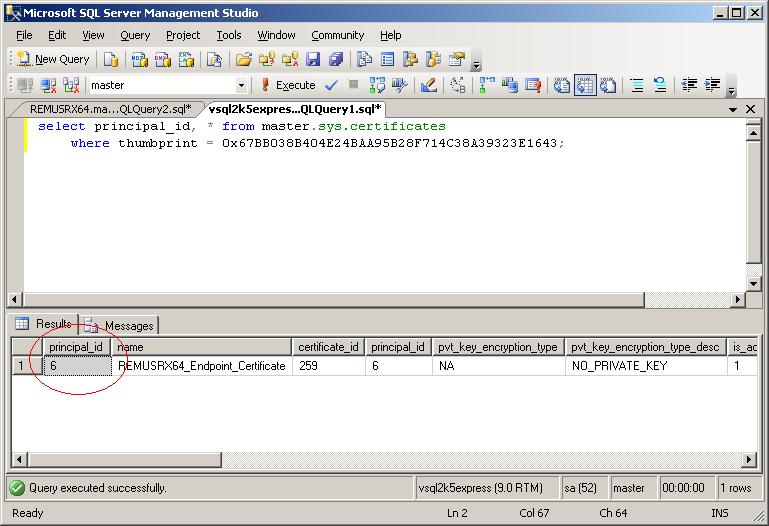 Microsoft SQL Server Management Studio
File Edit View Query Project Tools Window Community Help
New Query
master Execute
REMUSRX64.ma...QLQuery2.sql* vsql2k5expres...QLQuery1.sql*
select principal_id, * from master.sys.certificates
where thumbprint = 0x67BB038B404E24BAA95B28F714C38A39323E1643;
Results Messages
principal_id name certificate_id principal_id pvt_key_encryption_type pvt_key_encryption_type_desc is_ac
1 6 REMUSRX64_Endpoint_Certificate 259 6 NA NO_PRIVATE_KEY 1
Query executed successfully. vsql2k5express (9.0 RTM) sa (52) master 00:00:00 1 rows
Ready Ln 2 Col 67 Ch 64 INS